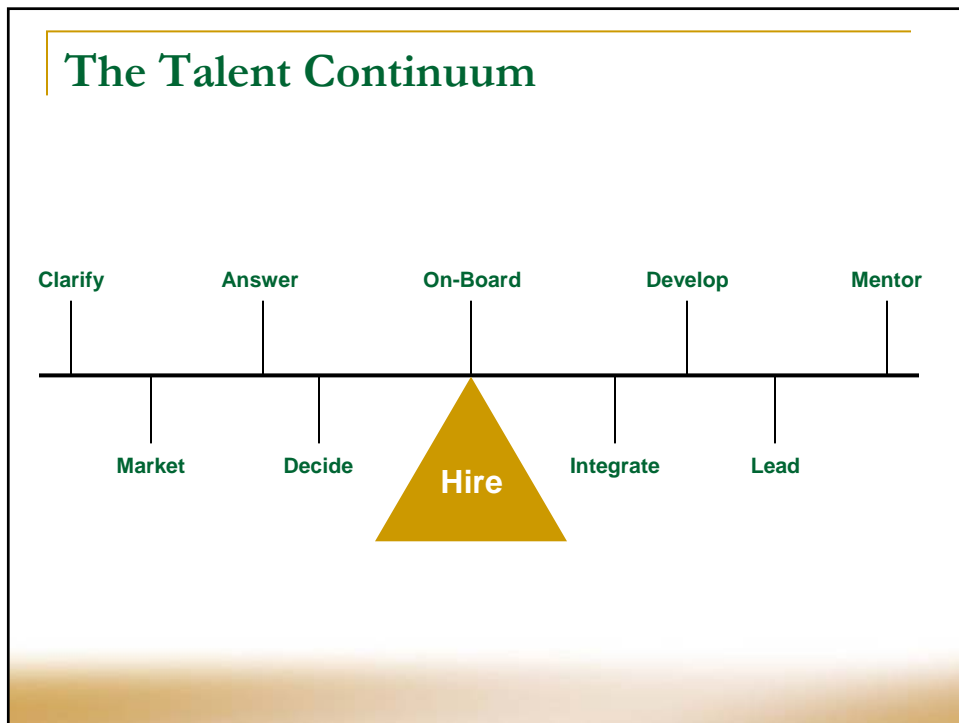 The Talent Continuum
Clarify Answer On-Board Develop Mentor
Market Decide Integrate Lead
Hire